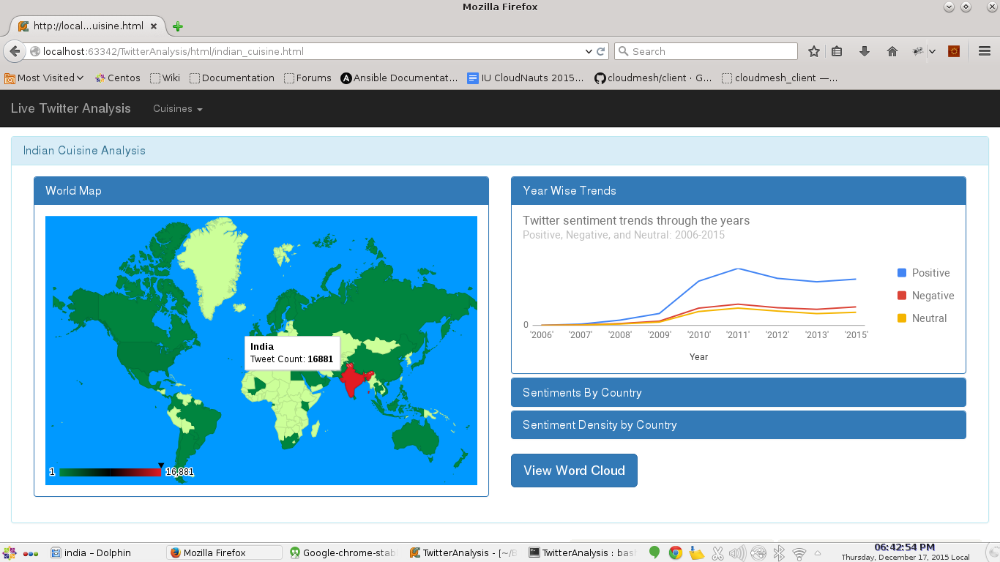 Mozilla Firefox
http://local...uisine.html
localhost:63342/TwitterAnalysis/html/indian_cuisine.html
Search
Most Visited
Centos
Wiki
Documentation
Forums
Ansible Documentat...
IU CloudNauts 2015...
cloudmesh/client · G...
cloudmesh_client —...
Live Twitter Analysis
Cuisines
Indian Cuisine Analysis
World Map
India
Tweet Count: 16881
1
16,881
Year Wise Trends
Twitter sentiment trends through the years
Positive, Negative, and Neutral: 2006-2015
Positive
Negative
Neutral
0
'2006' '2007' '2008' '2009' '2010' '2011' '2012' '2013' '2015'
Year
Sentiments By Country
Sentiment Density by Country
View Word Cloud
india – Dolphin
Mozilla Firefox
Google-chrome-stab
TwitterAnalysis - [~/B
TwitterAnalysis : bash
06:42:54 PM
Thursday, December 17, 2015 Local